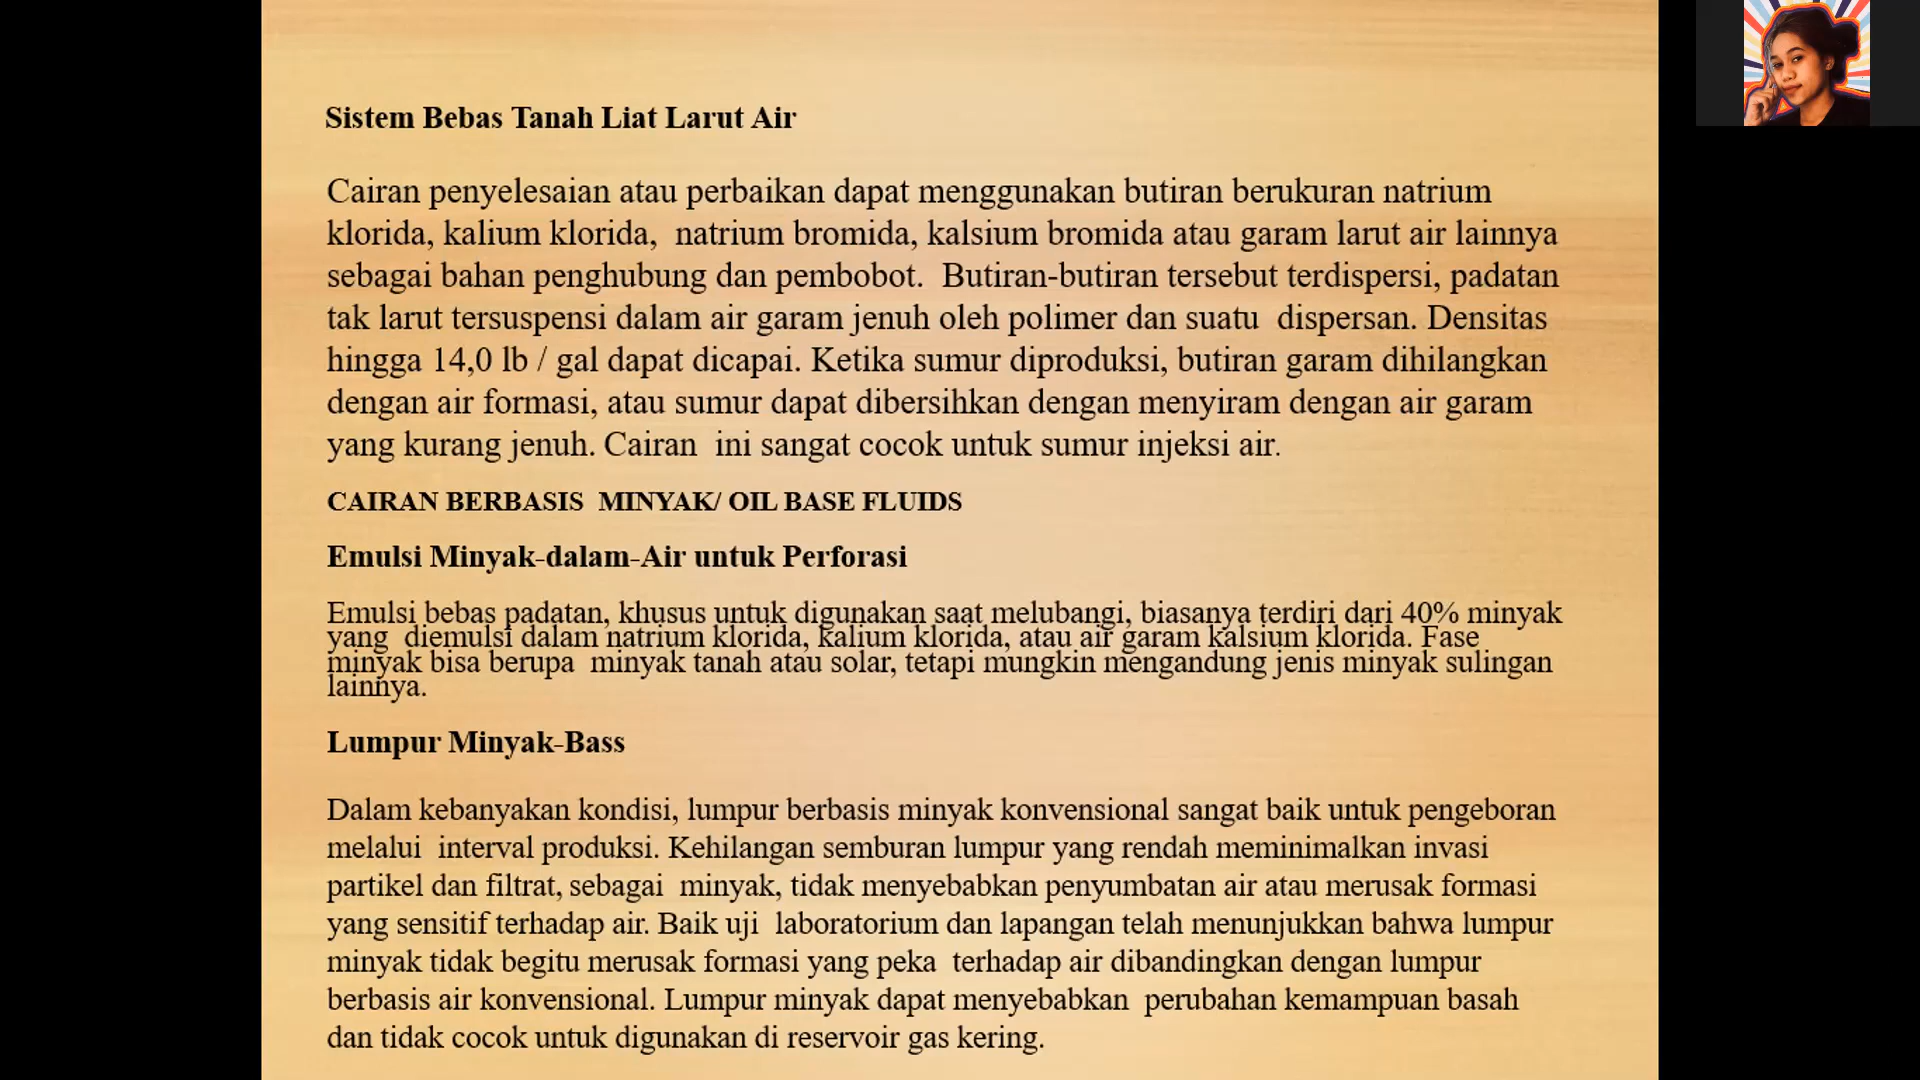 Sistem Bebas Tanah Liat Larut Air
Cairan penyelesaian atau perbaikan dapat menggunakan butiran berukuran natrium
klorida, kalium klorida, natrium bromida, kalsium bromida atau garam larut air lainnya
sebagai bahan penghubung dan pembobot. Butiran-butiran tersebut terdispersi, padatan
tak larut tersuspensi dalam air garam jenuh oleh polimer dan suatu dispersan. Densitas
hingga 14,0 lb / gal dapat dicapai. Ketika sumur diproduksi, butiran garam dihilangkan
dengan air formasi, atau sumur dapat dibersihkan dengan menyiram dengan air garam
yang kurang jenuh. Cairan ini sangat cocok untuk sumur injeksi air.
CAIRAN BERBASIS MINYAK/ OIL BASE FLUIDS
Emulsi Minyak-dalam-Air untuk Perforasi
Emulsi bebas padatan, khusus untuk digunakan saat melubangi, biasanya terdiri dari 40% minyak
yang diemulsi dalam natrium klorida, kalium klorida, atau air garam kalsium klorida. Fase
minyak bisa berupa minyak tanah atau solar, tetapi mungkin mengandung jenis minyak sulingan
lainnya.
Lumpur Minyak-Bass
Dalam kebanyakan kondisi, lumpur berbasis minyak konvensional sangat baik untuk pengeboran
melalui interval produksi. Kehilangan semburan lumpur yang rendah meminimalkan invasi
partikel dan filtrat, sebagai minyak, tidak menyebabkan penyumbatan air atau merusak formasi
yang sensitif terhadap air. Baik uji laboratorium dan lapangan telah menunjukkan bahwa lumpur
minyak tidak begitu merusak formasi yang peka terhadap air dibandingkan dengan lumpur
berbasis air konvensional. Lumpur minyak dapat menyebabkan perubahan kemampuan basah
dan tidak cocok untuk digunakan di reservoir gas kering.